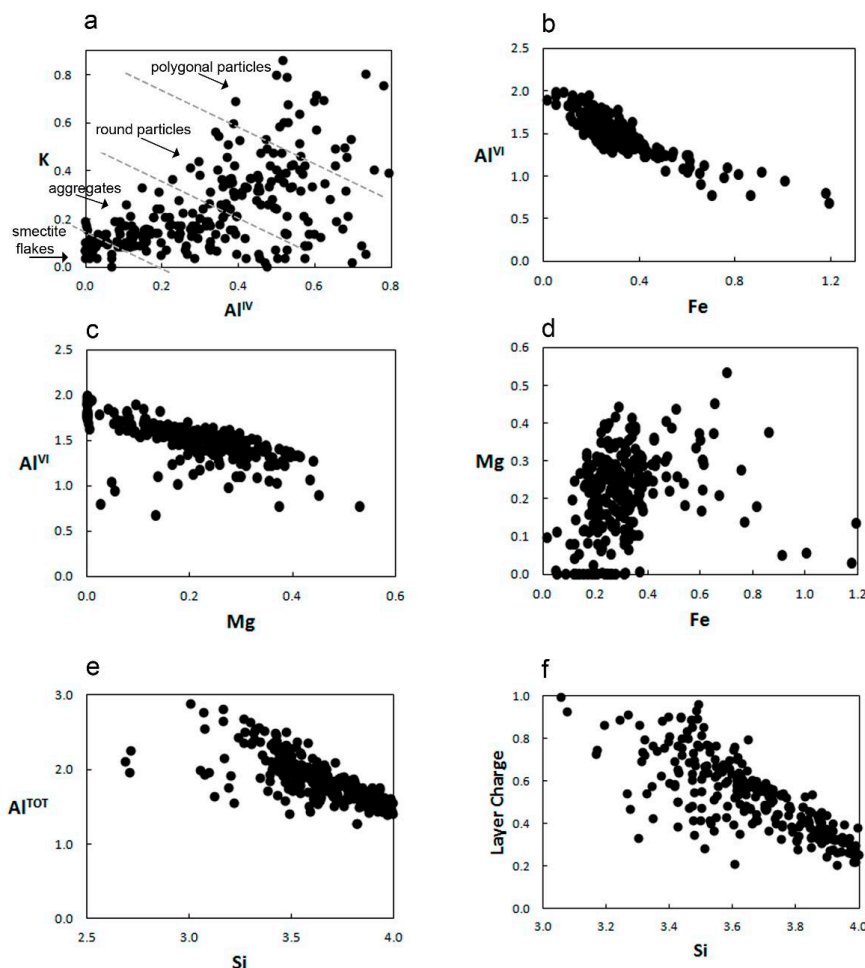 a
0.8
polygonal particles
0.6
round particles
K
0.4
aggregates
0.2
smectite
flakes
0.0
0.0 0.2 0.4 0.6 0.8
Al^IV
b
2.5
2.0
1.5
Al^VI
1.0
0.5
0.0
0.0 0.4 0.8 1.2
Fe
c
2.5
2.0
1.5
Al^VI
1.0
0.5
0.0
0.0 0.2 0.4 0.6
Mg
d
0.6
0.5
0.4
Mg
0.3
0.2
0.1
0.0
0.0 0.2 0.4 0.6 0.8 1.0 1.2
Fe
e
3.0
2.0
Al^TOT
1.0
0.0
2.5 3.0 3.5 4.0
Si
f
1.0
0.8
0.6
Layer Charge
0.4
0.2
0.0
3.0 3.2 3.4 3.6 3.8 4.0
Si